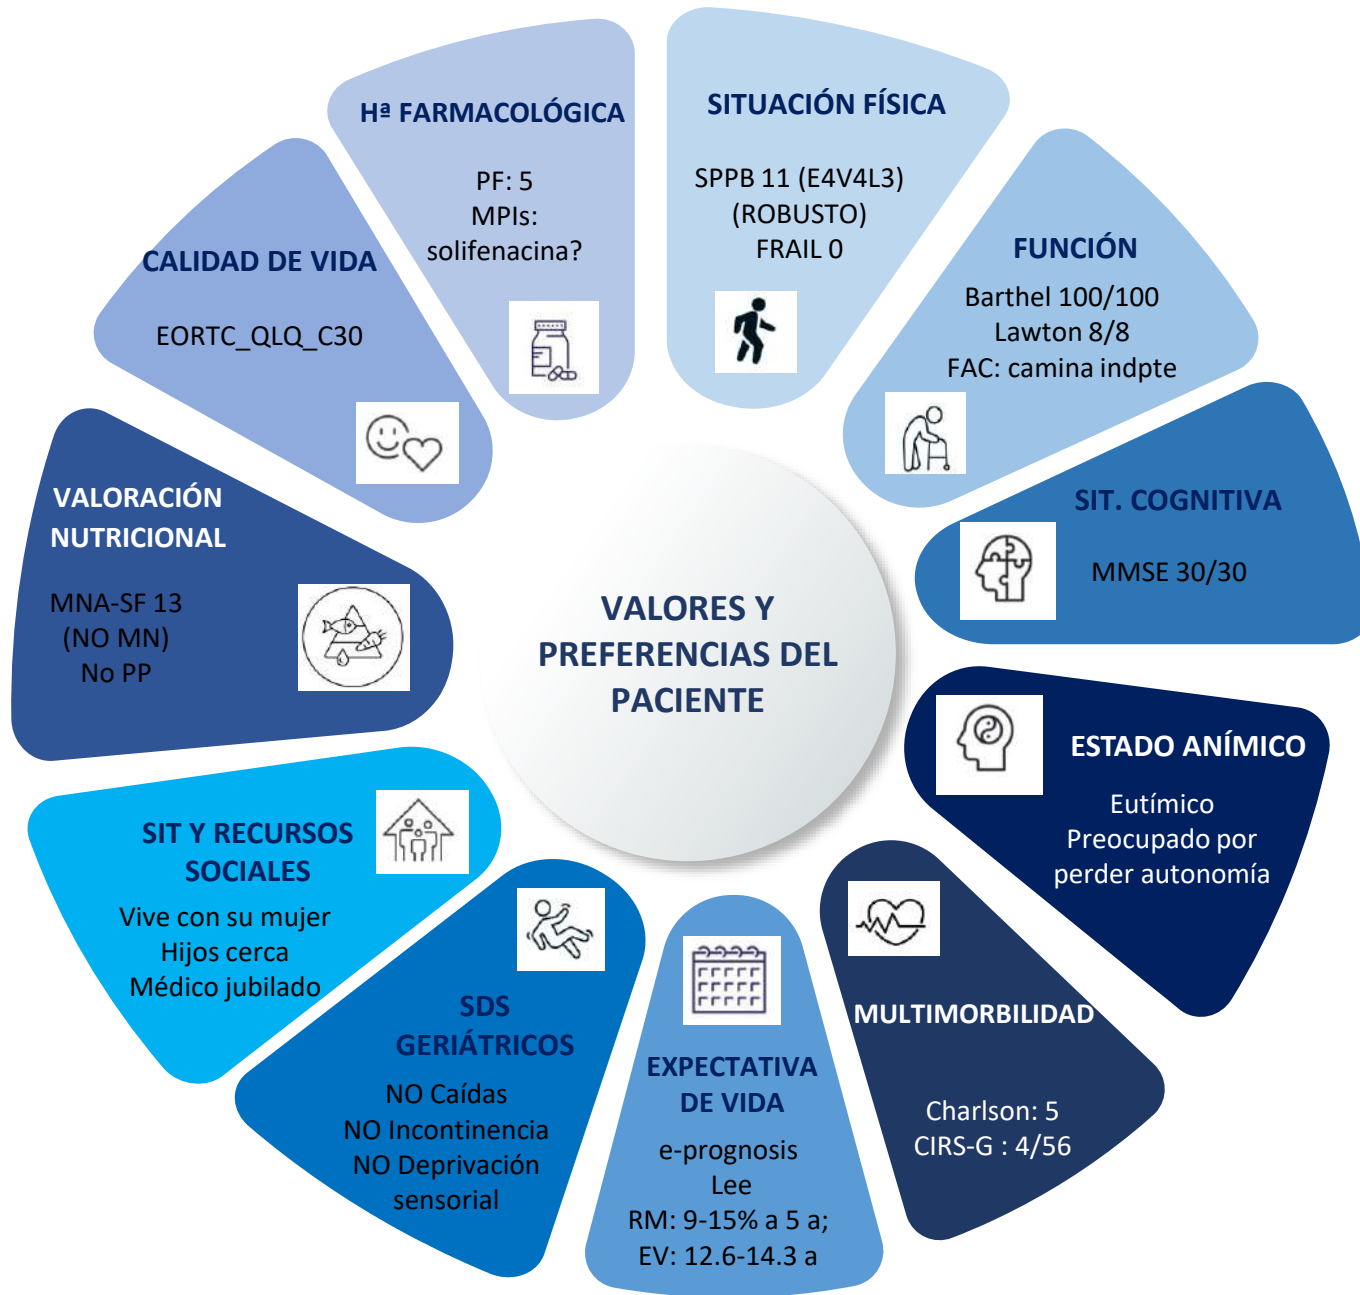 Hª FARMACOLÓGICA
PF: 5
MPIs:
solifenacina?
SITUACIÓN FÍSICA
SPPB 11 (E4V4L3)
(ROBUSTO)
FRAIL 0
FUNCIÓN
Barthel 100/100
Lawton 8/8
FAC: camina indpte
SIT. COGNITIVA
MMSE 30/30
ESTADO ANÍMICO
Eutímico
Preocupado por
perder autonomía
MULTIMORBILIDAD
Charlson: 5
CIRS-G : 4/56
EXPECTATIVA
DE VIDA
e-prognosis
Lee
RM: 9-15% a 5 a;
EV: 12.6-14.3 a
SDS
GERIÁTRICOS
NO Caídas
NO Incontinencia
NO Deprivación
sensorial
SIT Y RECURSOS
SOCIALES
Vive con su mujer
Hijos cerca
Médico jubilado
VALORACIÓN
NUTRICIONAL
MNA-SF 13
(NO MN)
No PP
CALIDAD DE VIDA
EORTC_QLQ_C30
VALORES Y
PREFERENCIAS DEL
PACIENTE